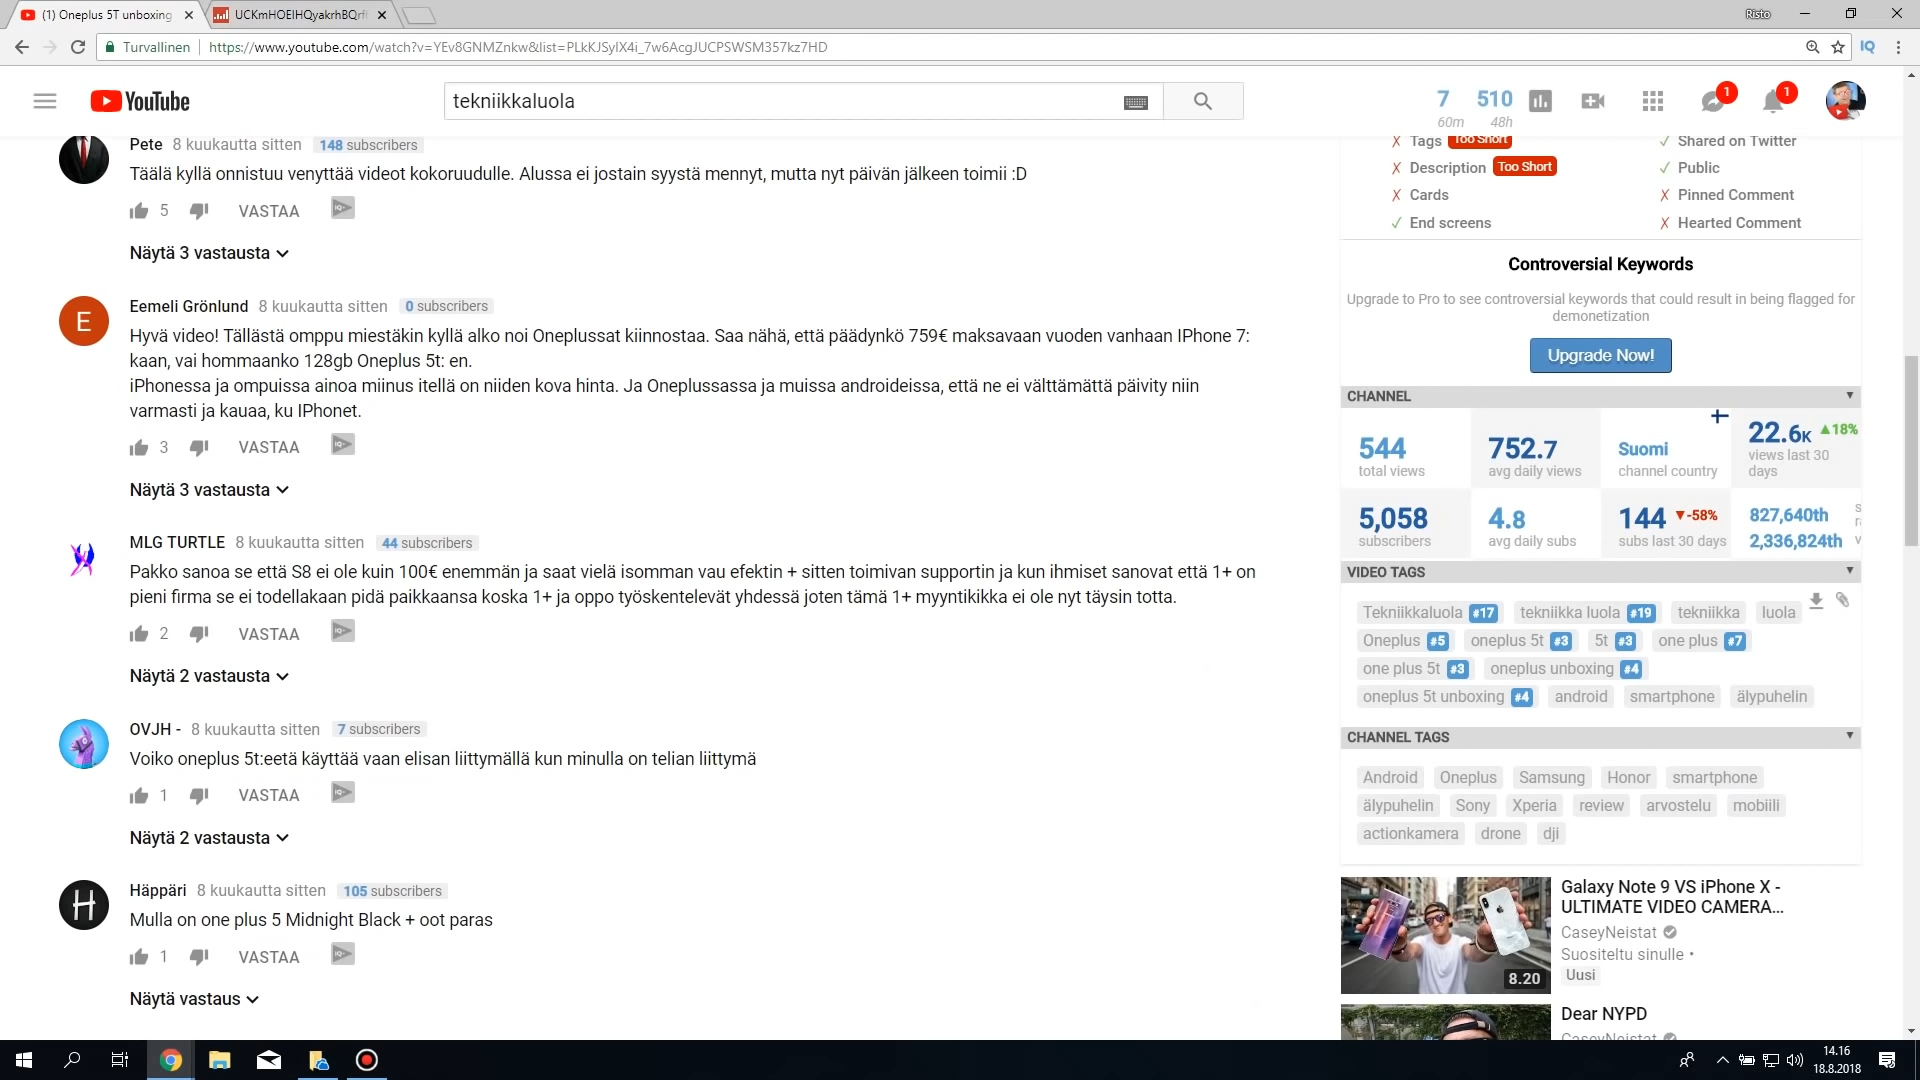 (1) Oneplus 5T unboxing
UCKmHOEIHQyakrhBQrf
Risto
Turvallinen
https://www.youtube.com/watch?v=YEv8GNMZnkw&list=PLkKJSyIX4i_7w6AcgJUCPSWSM357kz7HD
IQ
YouTube
tekniikkaluola
7
60m
510
48h
1
1
Pete 8 kuukautta sitten 148 subscribers
Täälä kyllä onnistuu venyttää videot kokoruudulle. Alussa ei jostain syystä mennyt, mutta nyt päivän jälkeen toimii :D
5 VASTAA
Näytä 3 vastausta
E
Eemeli Grönlund 8 kuukautta sitten 0 subscribers
Hyvä video! Tällästä omppu miestäkin kyllä alko noi Oneplussat kiinnostaa. Saa nähä, että päädynkö 759€ maksavaan vuoden vanhaan IPhone 7:
kaan, vai hommaanko 128gb Oneplus 5t: en.
iPhonessa ja ompuissa ainoa miinus itellä on niiden kova hinta. Ja Oneplussassa ja muissa androideissa, että ne ei välttämättä päivity niin
varmasti ja kauaa, ku IPhonet.
3 VASTAA
Näytä 3 vastausta
MLG TURTLE 8 kuukautta sitten 44 subscribers
Pakko sanoa se että S8 ei ole kuin 100€ enemmän ja saat vielä isomman vau efektin + sitten toimivan supportin ja kun ihmiset sanovat että 1+ on
pieni firma se ei todellakaan pidä paikkaansa koska 1+ ja oppo työskentelevät yhdessä joten tämä 1+ myyntikikka ei ole nyt täysin totta.
2 VASTAA
Näytä 2 vastausta
OVJH - 8 kuukautta sitten 7 subscribers
Voiko oneplus 5t:eetä käyttää vaan elisan liittymällä kun minulla on telian liittymä
1 VASTAA
Näytä 2 vastausta
H
Häppäri 8 kuukautta sitten 105 subscribers
Mulla on one plus 5 Midnight Black + oot paras
1 VASTAA
Näytä vastaus
Tags Too Short
Shared on Twitter
Description Too Short
Public
Cards
Pinned Comment
End screens
Hearted Comment
Controversial Keywords
Upgrade to Pro to see controversial keywords that could result in being flagged for
demonetization
Upgrade Now!
CHANNEL
544
total views
752.7
avg daily views
Suomi
channel country
22.6K 18%
views last 30
days
5,058
subscribers
4.8
avg daily subs
144 -58%
subs last 30 days
827,640th
2,336,824th
VIDEO TAGS
Tekniikkaluola #17 tekniikka luola #19 tekniikka luola
Oneplus #5 oneplus 5t #3 5t #3 one plus #7
one plus 5t #3 oneplus unboxing #4
oneplus 5t unboxing #4 android smartphone älypuhelin
CHANNEL TAGS
Android Oneplus Samsung Honor smartphone
älypuhelin Sony Xperia review arvostelu mobiili
actionkamera drone dji
8.20
Galaxy Note 9 VS iPhone X -
ULTIMATE VIDEO CAMERA...
CaseyNeistat
Suositeltu sinulle •
Uusi
Dear NYPD
CaseyNeistat
14.16
18.8.2018